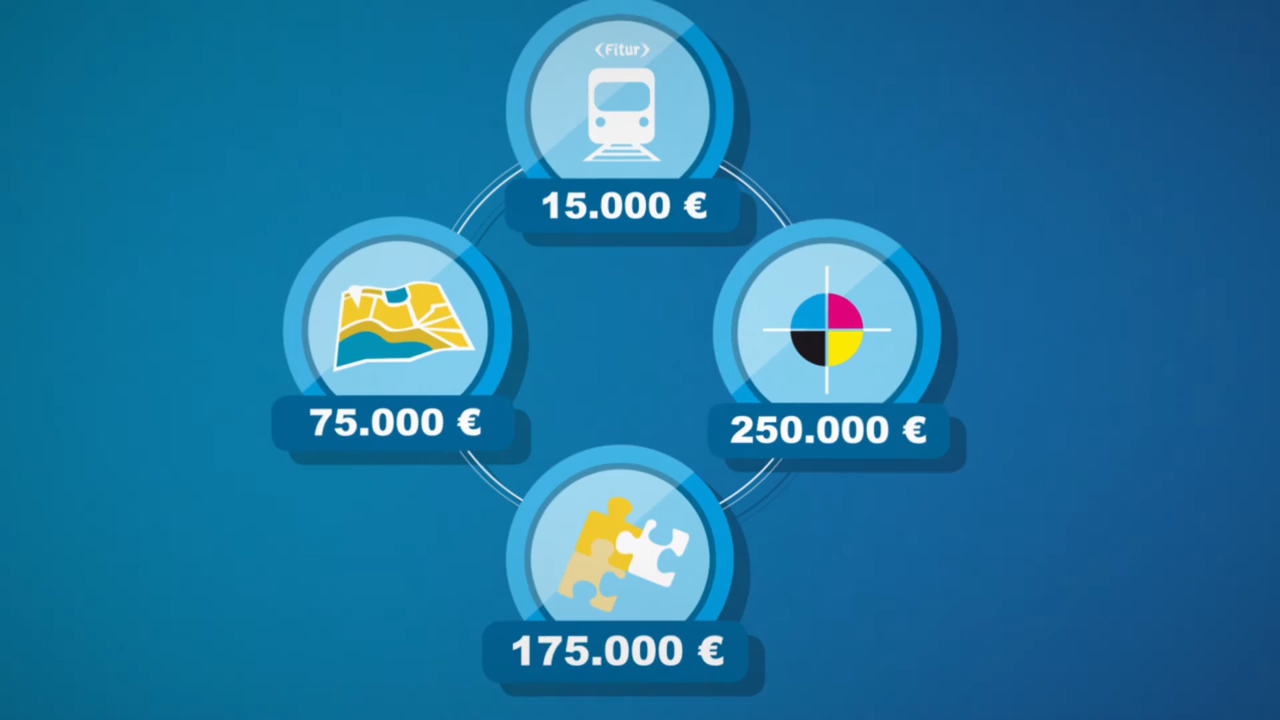 ‹Fitur›
15.000 €
75.000 €
250.000 €
175.000 €